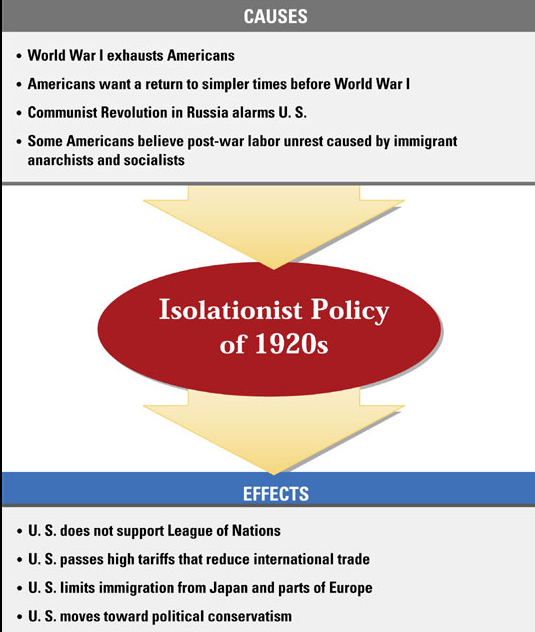 CAUSES
• World War I exhausts Americans
• Americans want a return to simpler times before World War I
• Communist Revolution in Russia alarms U. S.
• Some Americans believe post-war labor unrest caused by immigrant
anarchists and socialists
Isolationist Policy
of 1920s
EFFECTS
• U. S. does not support League of Nations
• U. S. passes high tariffs that reduce international trade
• U. S. limits immigration from Japan and parts of Europe
• U. S. moves toward political conservatism